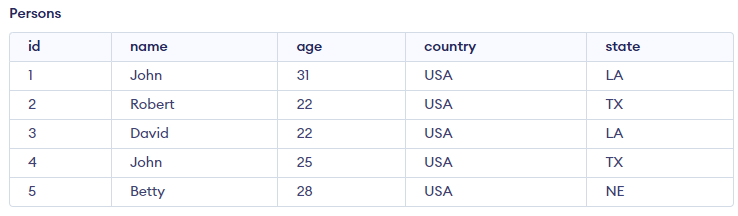 Persons
id name age country state
1 John 31 USA LA
2 Robert 22 USA TX
3 David 22 USA LA
4 John 25 USA TX
5 Betty 28 USA NE